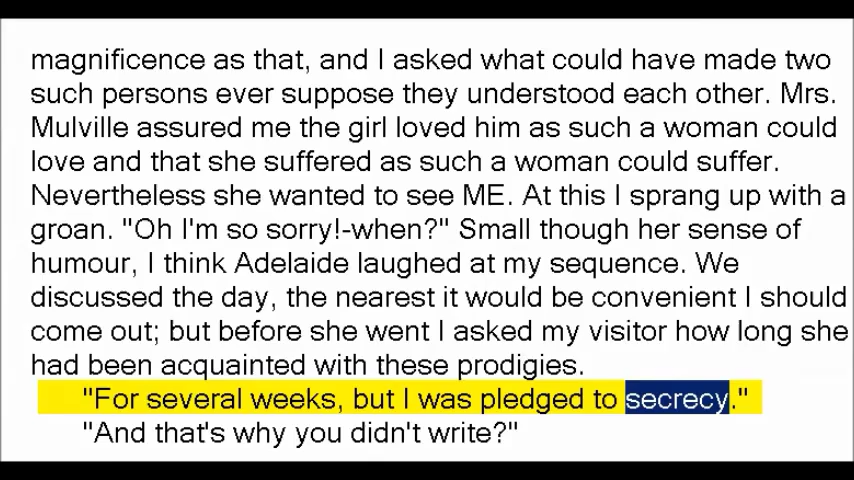 magnificence as that, and I asked what could have made two
such persons ever suppose they understood each other. Mrs.
Mulville assured me the girl loved him as such a woman could
love and that she suffered as such a woman could suffer.
Nevertheless she wanted to see ME. At this I sprang up with a
groan. "Oh I'm so sorry!-when?" Small though her sense of
humour, I think Adelaide laughed at my sequence. We
discussed the day, the nearest it would be convenient I should
come out; but before she went I asked my visitor how long she
had been acquainted with these prodigies.
"For several weeks, but I was pledged to secrecy."
"And that's why you didn't write?"